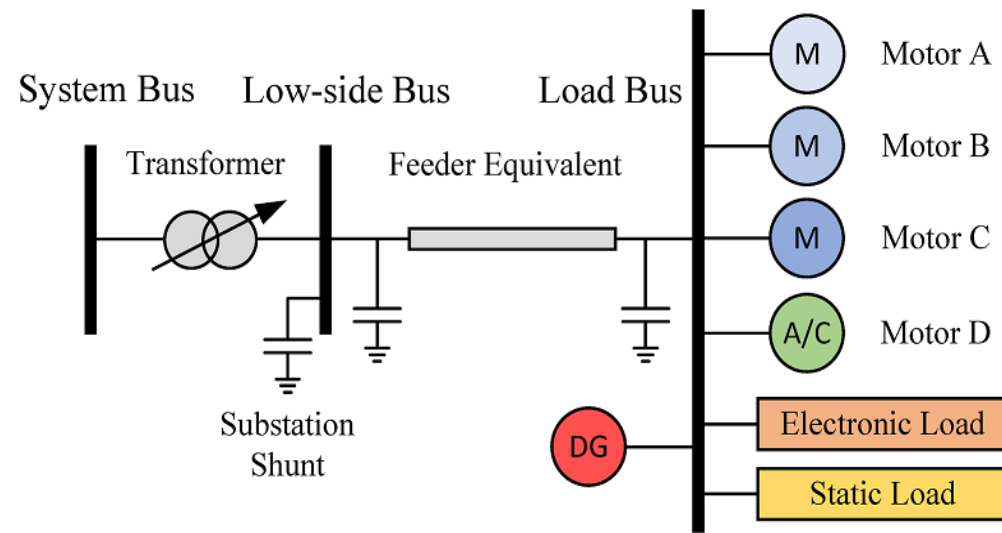 System Bus
Low-side Bus
Load Bus
Transformer
Feeder Equivalent
Substation
Shunt
DG
M
Motor A
M
Motor B
M
Motor C
A/C
Motor D
Electronic Load
Static Load